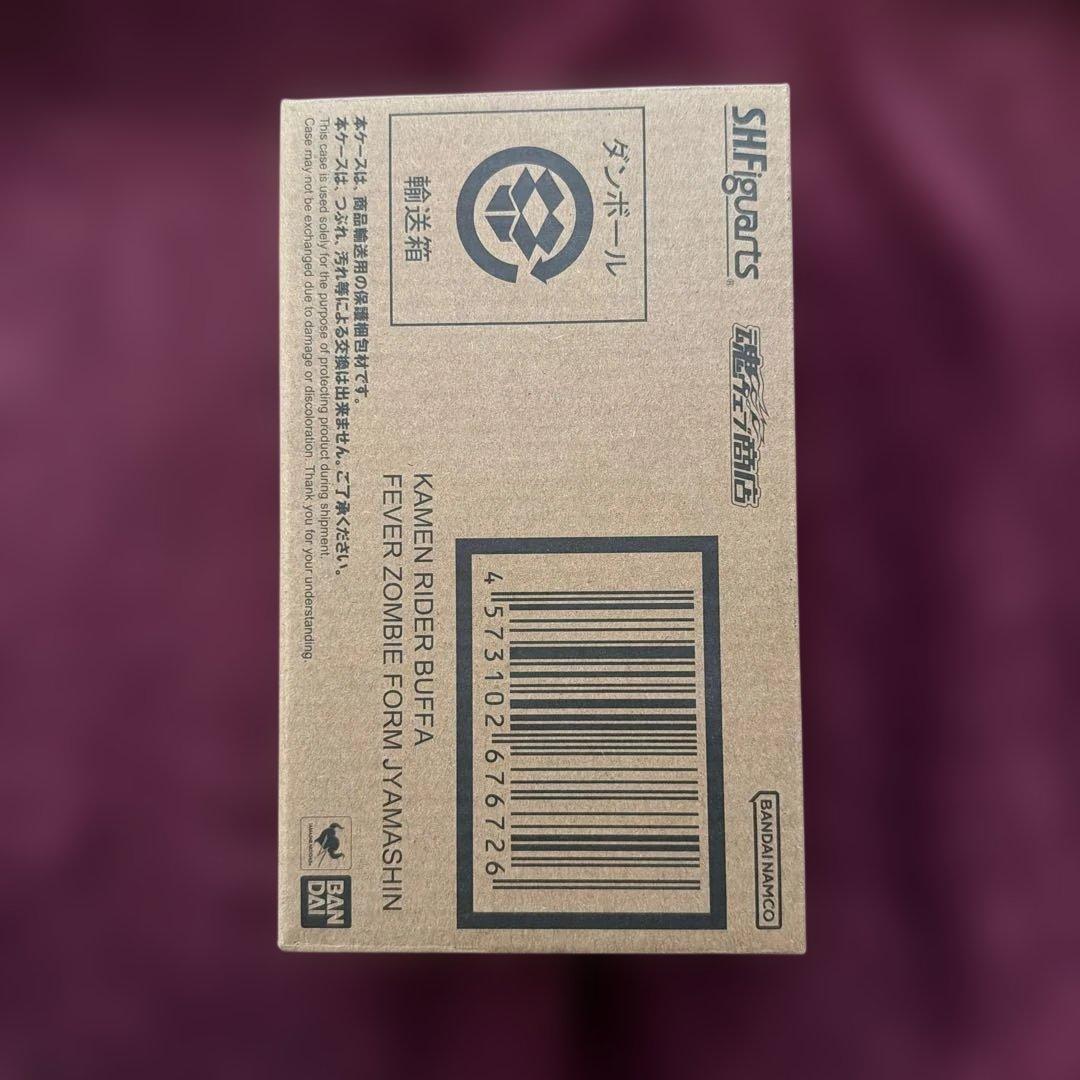 S.H.Figuarts®
魂ウェブ商店
ダンボール
輸送箱
KAMEN RIDER BUFFA
FEVER ZOMBIE FORM JYAMASHIN
4 573102 676726
本ケースは、商品輸送用の保護梱包材です。
本ケースは、つぶれ、汚れ等による交換は出来ません。ご了承ください。
This case is used solely for the purpose of protecting product during shipment.
Case may not be exchanged due to damage or discoloration. Thank you for your understanding.
BANDAI NAMCO
BAN
DAI